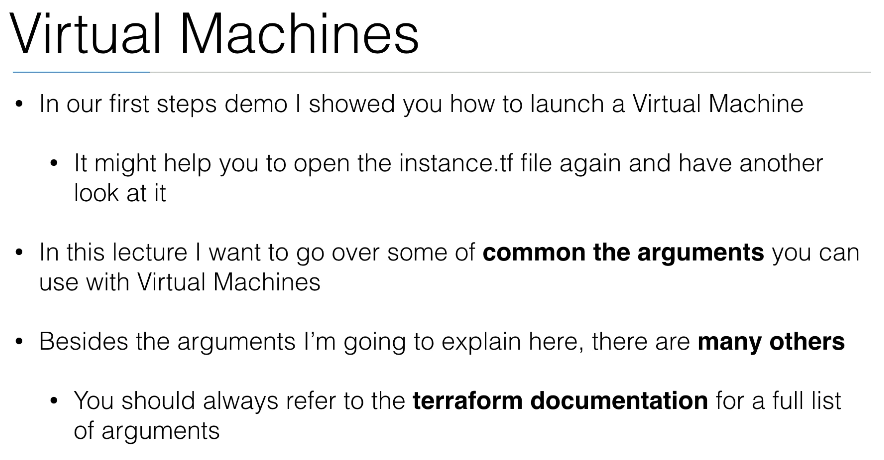 Virtual Machines
• In our first steps demo I showed you how to launch a Virtual Machine
• It might help you to open the instance.tf file again and have another
look at it
• In this lecture I want to go over some of common the arguments you can
use with Virtual Machines
• Besides the arguments I'm going to explain here, there are many others
• You should always refer to the terraform documentation for a full list
of arguments